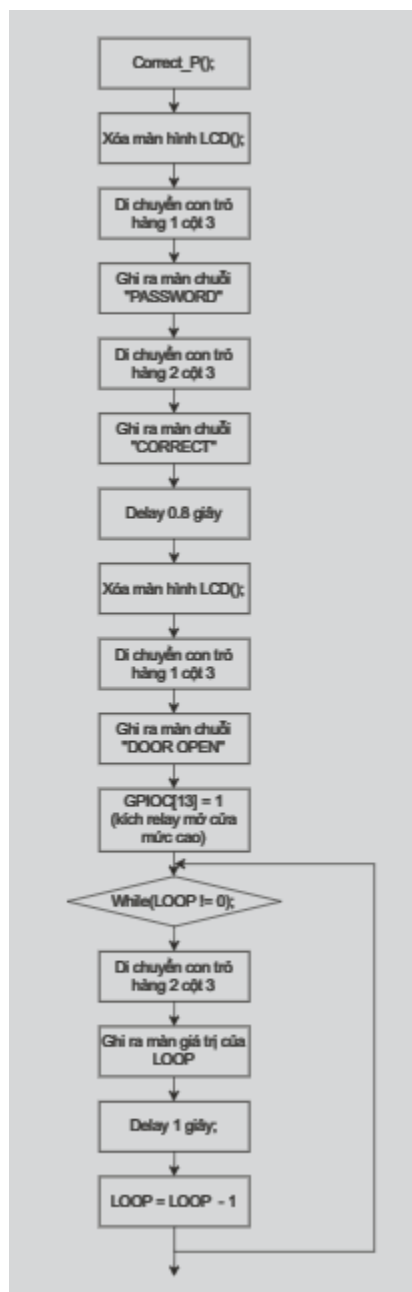 Correct_P();
Xóa màn hình LCD();
Di chuyển con trỏ
hàng 1 cột 3
Ghi ra màn chuỗi
"PASSWORD"
Di chuyển con trỏ
hàng 2 cột 3
Ghi ra màn chuỗi
"CORRECT"
Delay 0.8 giây
Xóa màn hình LCD();
Di chuyển con trỏ
hàng 1 cột 3
Ghi ra màn chuỗi
"DOOR OPEN"
GPIOC[13] = 1
(kích relay mở cửa
mức cao)
While(LOOP != 0);
Di chuyển con trỏ
hàng 2 cột 3
Ghi ra màn giá trị của
LOOP
Delay 1 giây;
LOOP = LOOP - 1